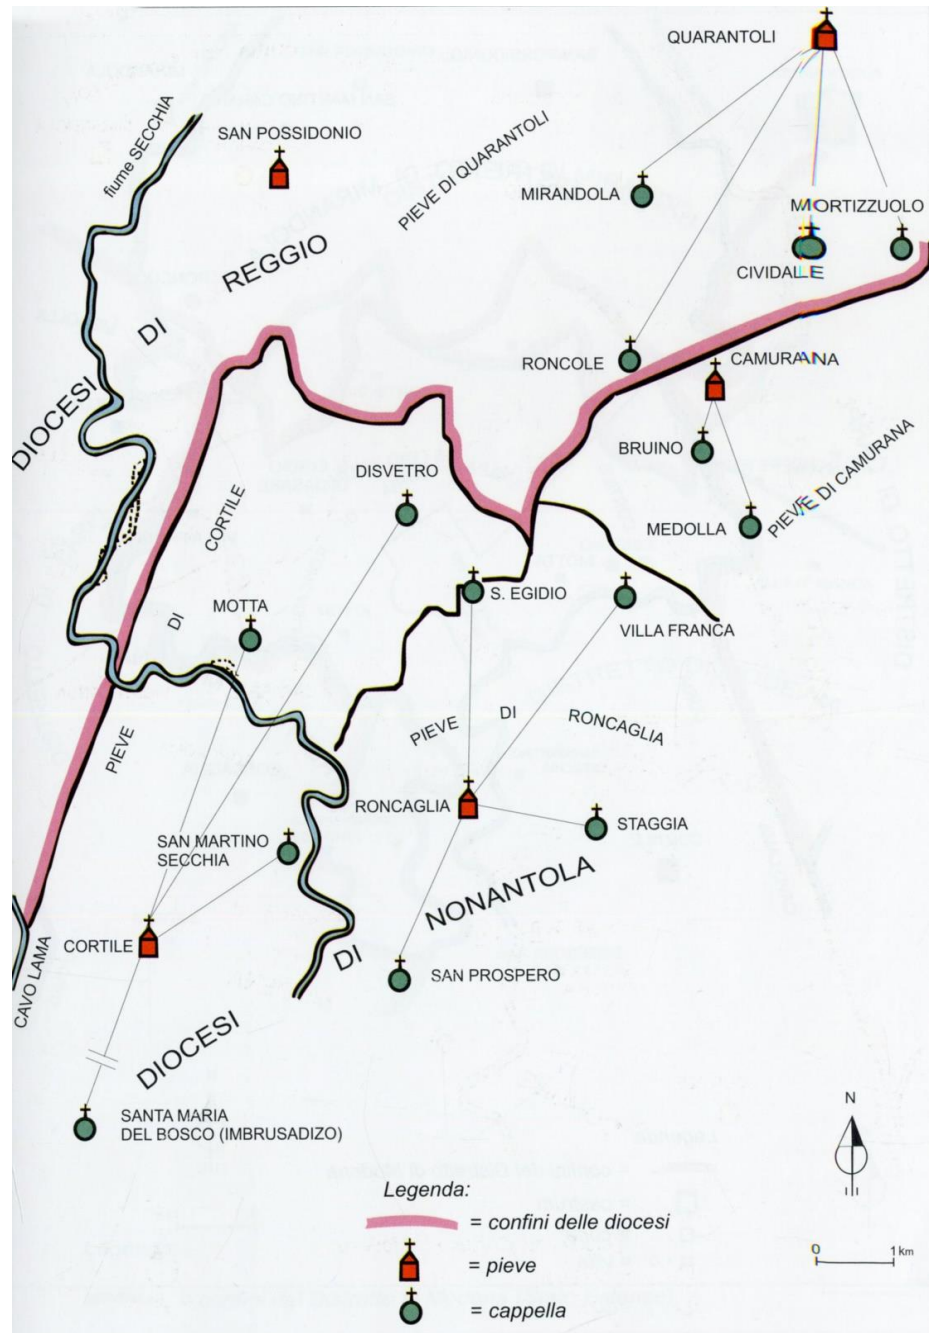 QUARANTOLI
fiume SECCHIA
SAN POSSIDONIO
PIEVE DI QUARANTOLI
MIRANDOLA
MORTIZZUOLO
CIVIDALE
DIOCESI DI REGGIO
RONCOLE
CAMURANA
BRUINO
MEDOLLA
PIEVE DI CAMURANA
DISVETRO
PIEVE DI CORTILE
MOTTA
S. EGIDIO
VILLA FRANCA
PIEVE DI RONCAGLIA
RONCAGLIA
STAGGIA
SAN MARTINO
SECCHIA
DIOCESI DI NONANTOLA
CORTILE
CAVO LAMA
SAN PROSPERO
SANTA MARIA
DEL BOSCO (IMBRUSADIZO)
N
Legenda:
= confini delle diocesi
= pieve
= cappella
0 1 km